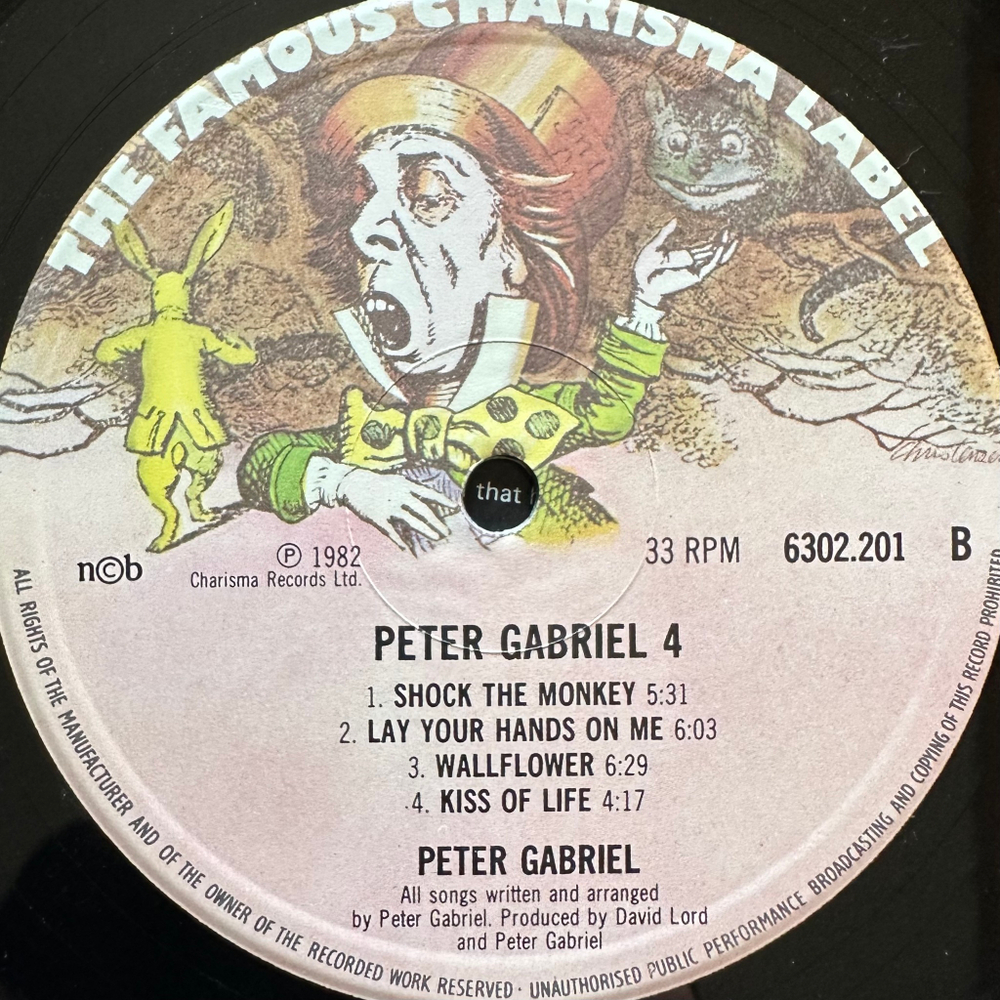 THE FAMOUS CHARISMA LABEL
that
n©b
℗ 1982
Charisma Records Ltd.
33 RPM 6302.201 B
PETER GABRIEL 4
1. SHOCK THE MONKEY 5:31
2. LAY YOUR HANDS ON ME 6:03
3. WALLFLOWER 6:29
4. KISS OF LIFE 4:17
PETER GABRIEL
All songs written and arranged
by Peter Gabriel. Produced by David Lord
and Peter Gabriel
ALL RIGHTS OF THE MANUFACTURER AND OF THE OWNER OF THE RECORDED WORK RESERVED · UNAUTHORISED PUBLIC PERFORMANCE BROADCASTING AND COPYING OF THIS RECORD PROHIBITED